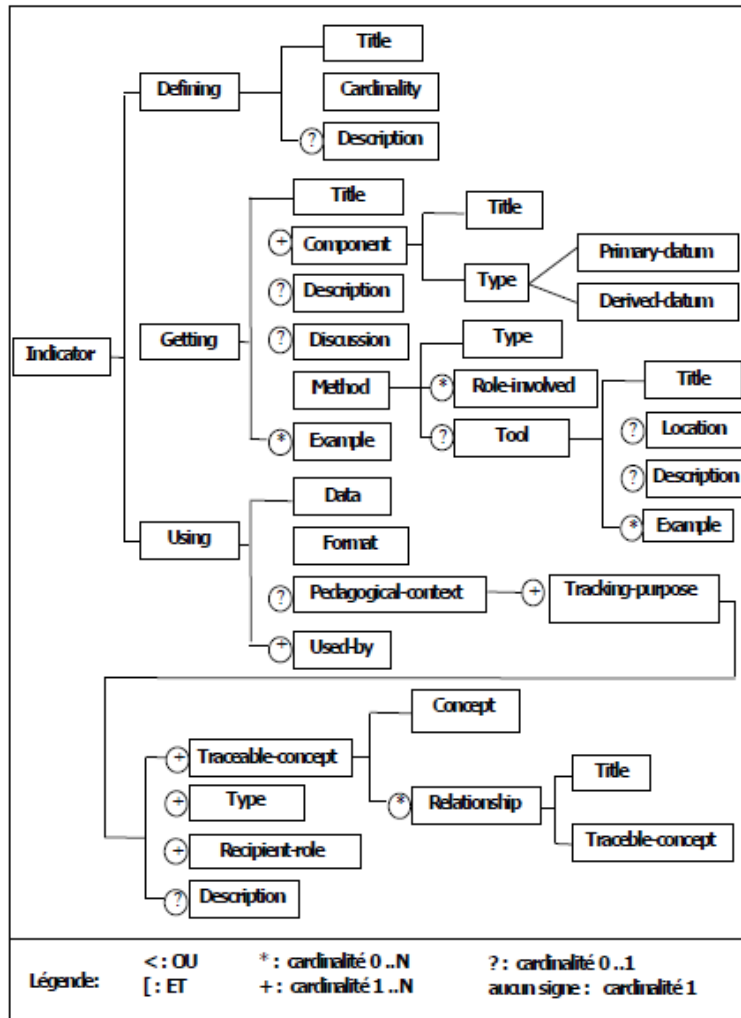 Title
Defining
Cardinality
? Description
Title
+ Component
Title
Primary-datum
Type
Derived-datum
? Description
Indicator
Getting
? Discussion
Type
Method
* Role-involved
Title
* Example
? Tool
? Location
? Description
Data
* Example
Using
Format
? Pedagogical-context
+ Tracking-purpose
+ Used-by
Concept
+ Traceable-concept
Title
+ Type
* Relationship
+ Recipient-role
Traceble-concept
? Description
Légende:
< : OU * : cardinalité 0 ..N ? : cardinalité 0..1
[ : ET + : cardinalité 1 ..N aucun signe : cardinalité 1